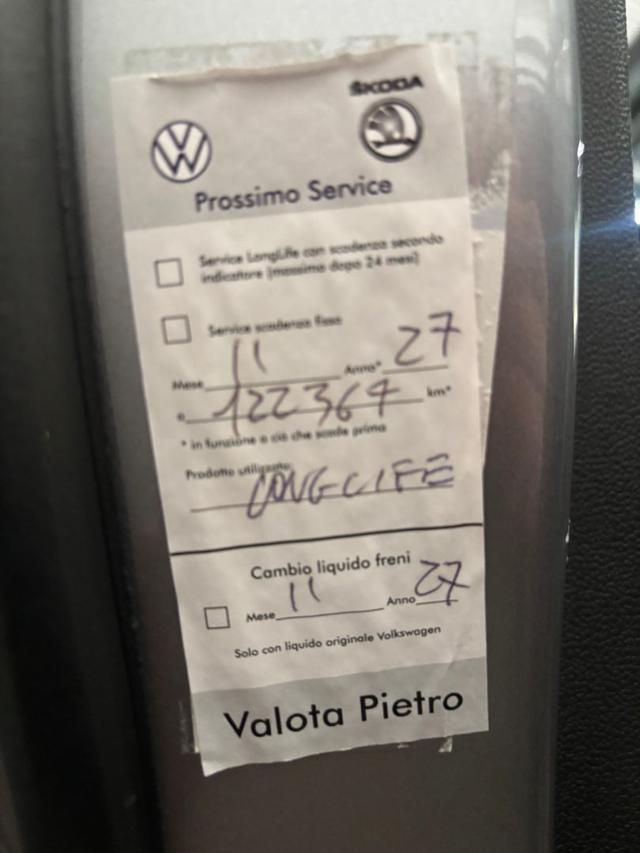 ŠKODA
Prossimo Service
Service LongLife con scadenza secondo
indicatore (massimo dopo 24 mesi)
Service scadenza fissa
Mese 11 Anno* 27
o 122367 km*
* in funzione a ciò che scade prima
Prodotto utilizzato:
LONGLIFE
Cambio liquido freni
Mese 11 Anno 27
Solo con liquido originale Volkswagen
Valota Pietro